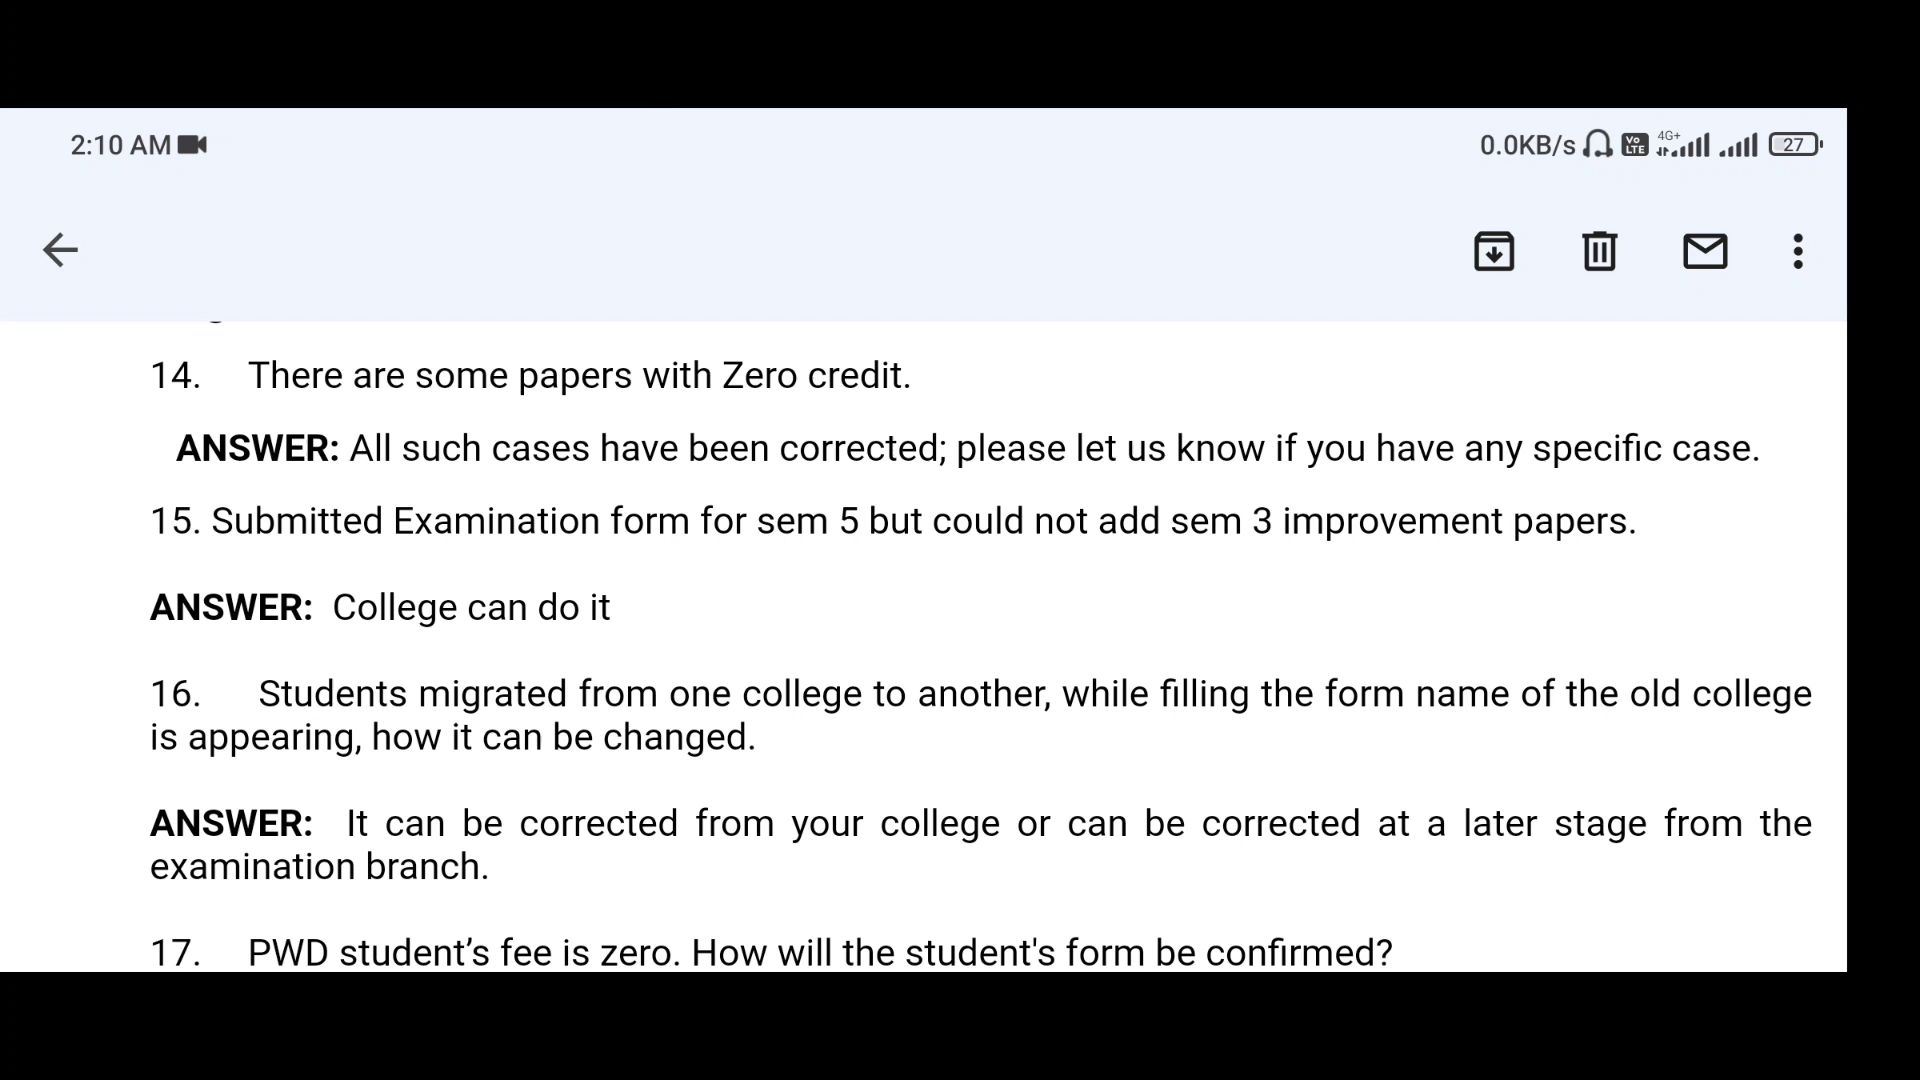 2:10 AM 0.0KB/s Vo LTE 4G+ 27
14. There are some papers with Zero credit.
ANSWER: All such cases have been corrected; please let us know if you have any specific case.
15. Submitted Examination form for sem 5 but could not add sem 3 improvement papers.
ANSWER: College can do it
16. Students migrated from one college to another, while filling the form name of the old college
is appearing, how it can be changed.
ANSWER: It can be corrected from your college or can be corrected at a later stage from the
examination branch.
17. PWD student’s fee is zero. How will the student's form be confirmed?